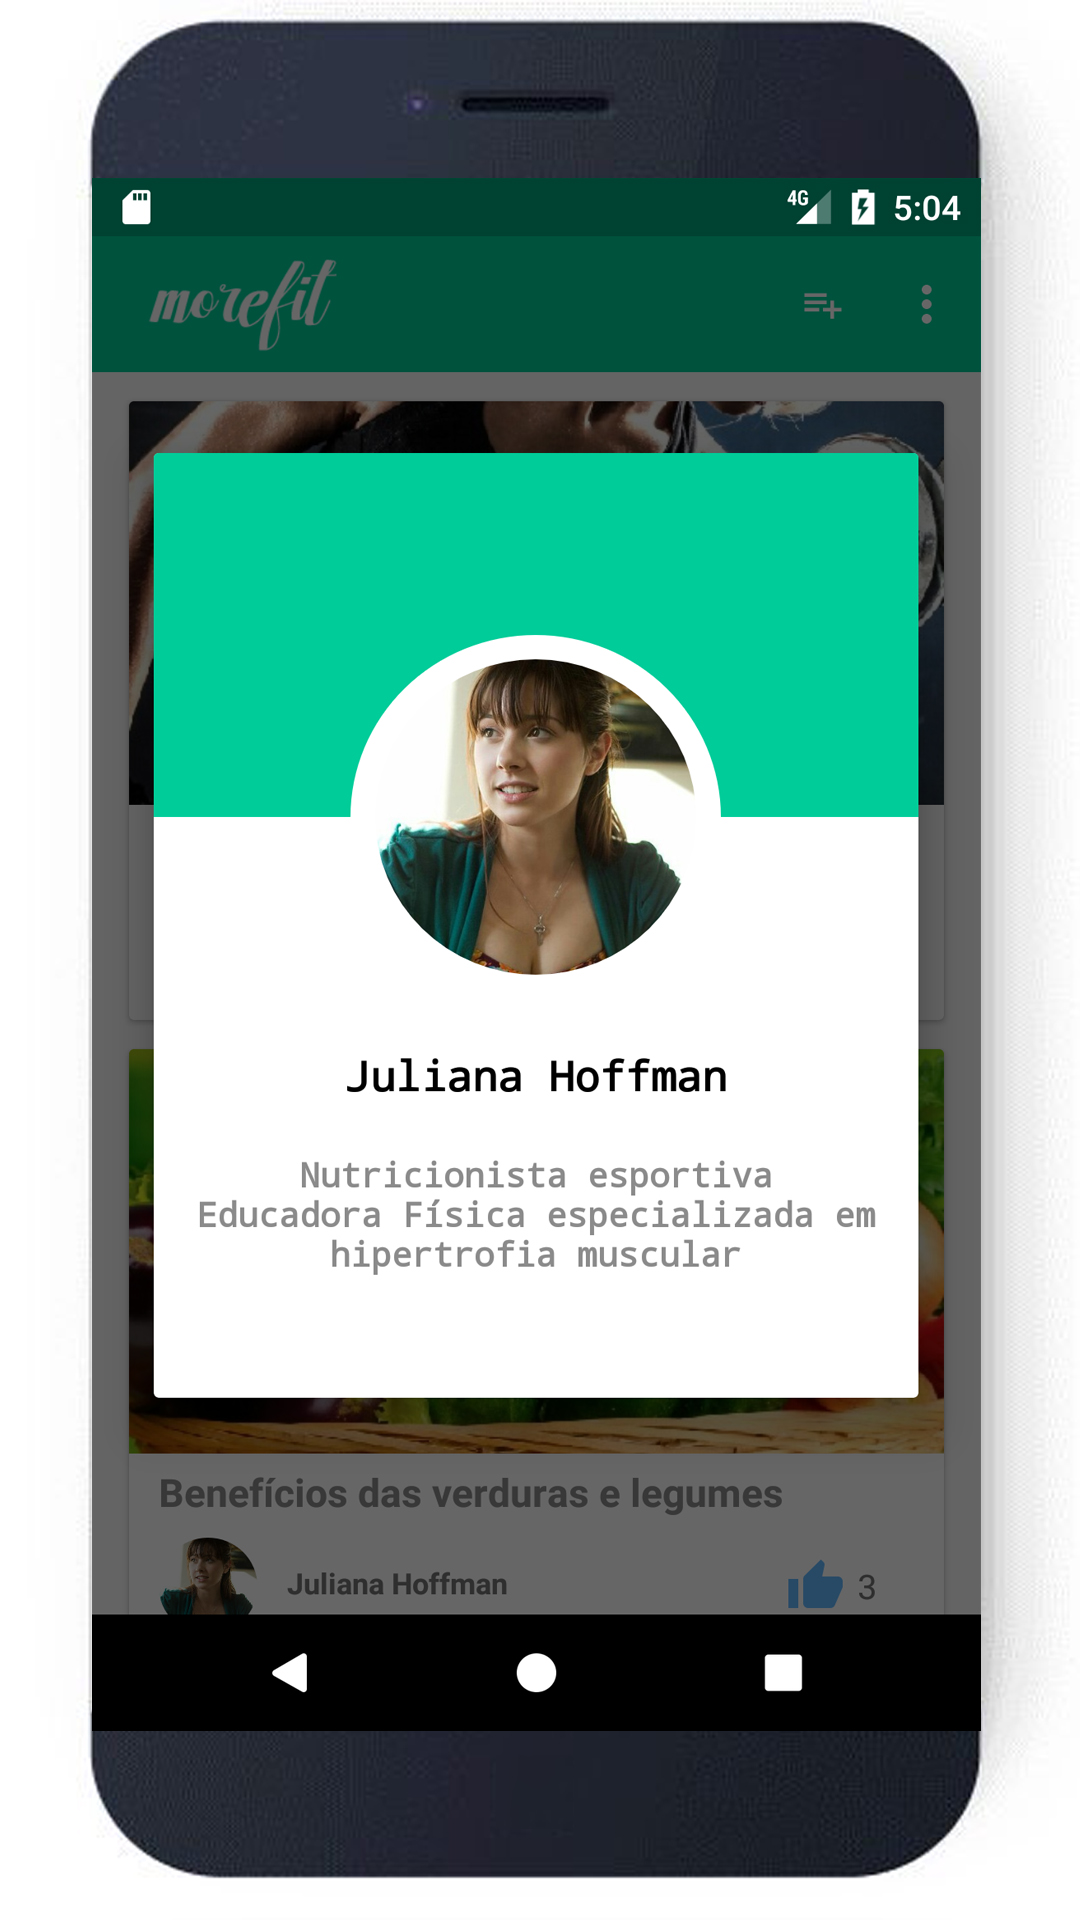 4G 5:04
morefit
Juliana Hoffman
Nutricionista esportiva
Educadora Física especializada em
hipertrofia muscular
Benefícios das verduras e legumes
Juliana Hoffman 3